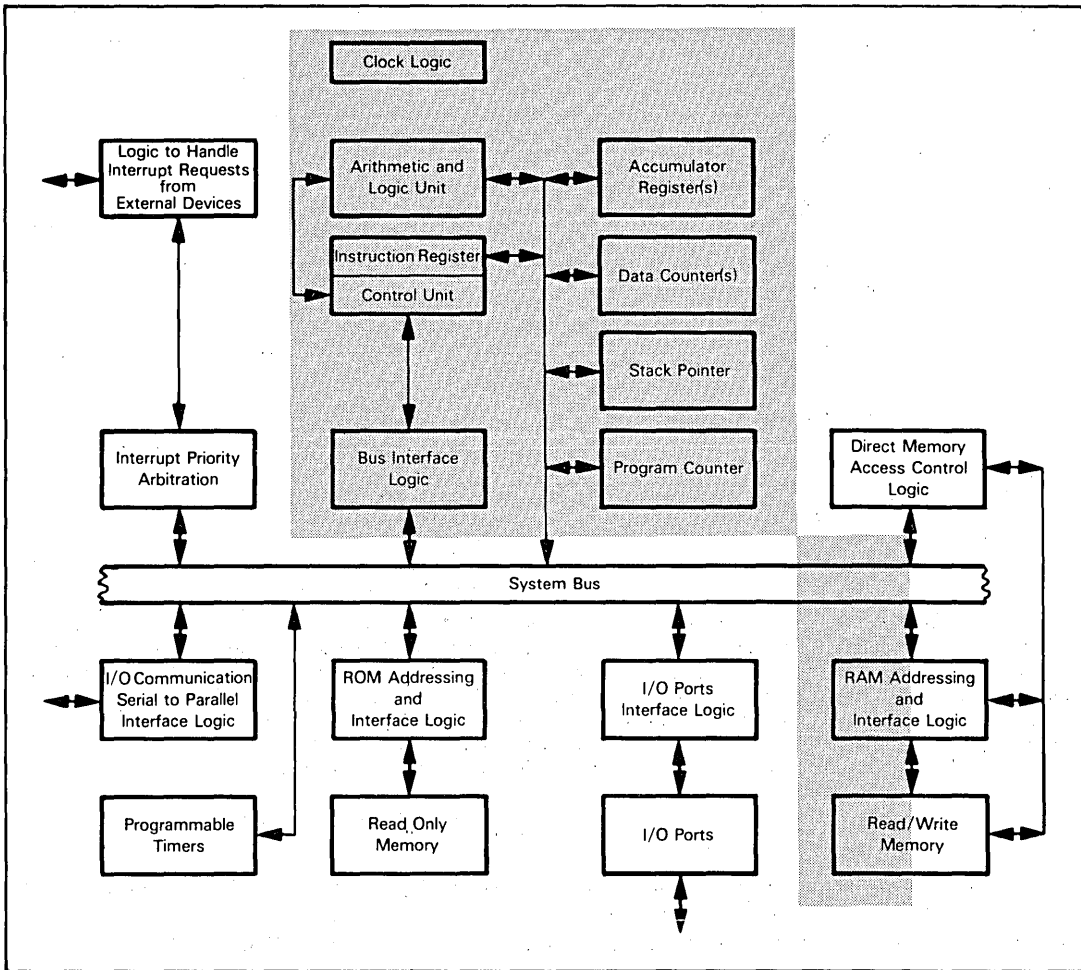 Clock Logic
Logic to Handle
Interrupt Requests
from
External Devices
Arithmetic and
Logic Unit
Accumulator
Register(s)
Instruction Register
Control Unit
Data Counter(s)
Stack Pointer
Interrupt Priority
Arbitration
Bus Interface
Logic
Program Counter
Direct Memory
Access Control
Logic
System Bus
I/O Communication
Serial to Parallel
Interface Logic
ROM Addressing
and
Interface Logic
I/O Ports
Interface Logic
RAM Addressing
and
Interface Logic
Programmable
Timers
Read Only
Memory
I/O Ports
Read/Write
Memory